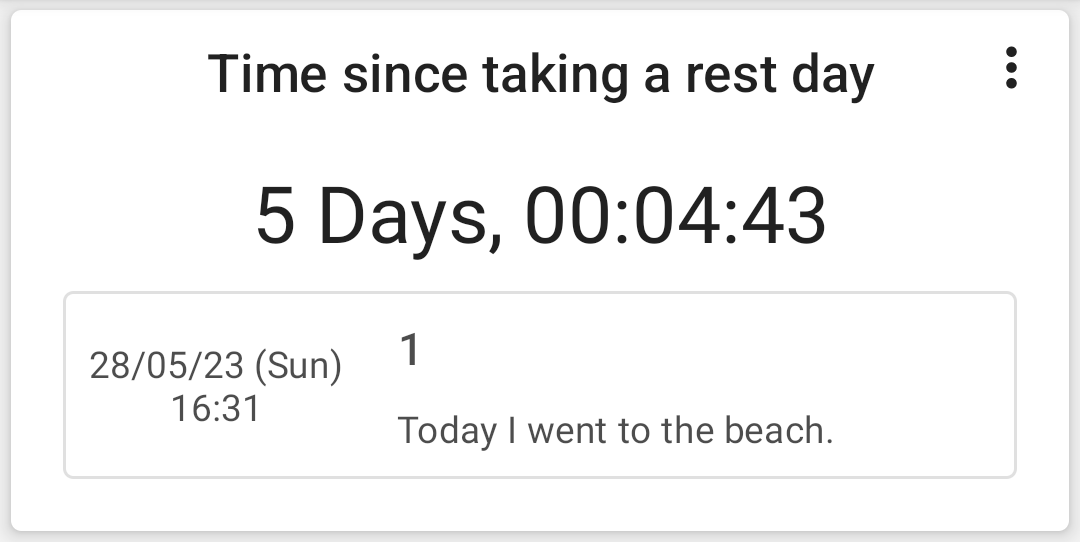 Time since taking a rest day
5 Days, 00:04:43
28/05/23 (Sun)
16:31
1
Today I went to the beach.